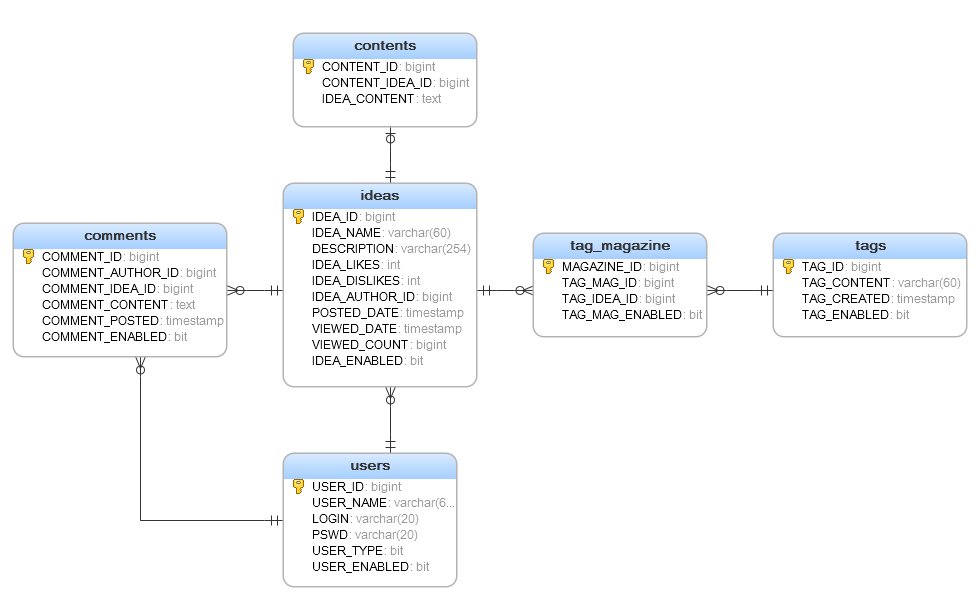 contents
CONTENT_ID: bigint
CONTENT_IDEA_ID: bigint
IDEA_CONTENT: text
ideas
IDEA_ID: bigint
IDEA_NAME: varchar(60)
DESCRIPTION: varchar(254)
IDEA_LIKES: int
IDEA_DISLIKES: int
IDEA_AUTHOR_ID: bigint
POSTED_DATE: timestamp
VIEWED_DATE: timestamp
VIEWED_COUNT: bigint
IDEA_ENABLED: bit
comments
COMMENT_ID: bigint
COMMENT_AUTHOR_ID: bigint
COMMENT_IDEA_ID: bigint
COMMENT_CONTENT: text
COMMENT_POSTED: timestamp
COMMENT_ENABLED: bit
tag_magazine
MAGAZINE_ID: bigint
TAG_MAG_ID: bigint
TAG_IDEA_ID: bigint
TAG_MAG_ENABLED: bit
tags
TAG_ID: bigint
TAG_CONTENT: varchar(60)
TAG_CREATED: timestamp
TAG_ENABLED: bit
users
USER_ID: bigint
USER_NAME: varchar(6...
LOGIN: varchar(20)
PSWD: varchar(20)
USER_TYPE: bit
USER_ENABLED: bit